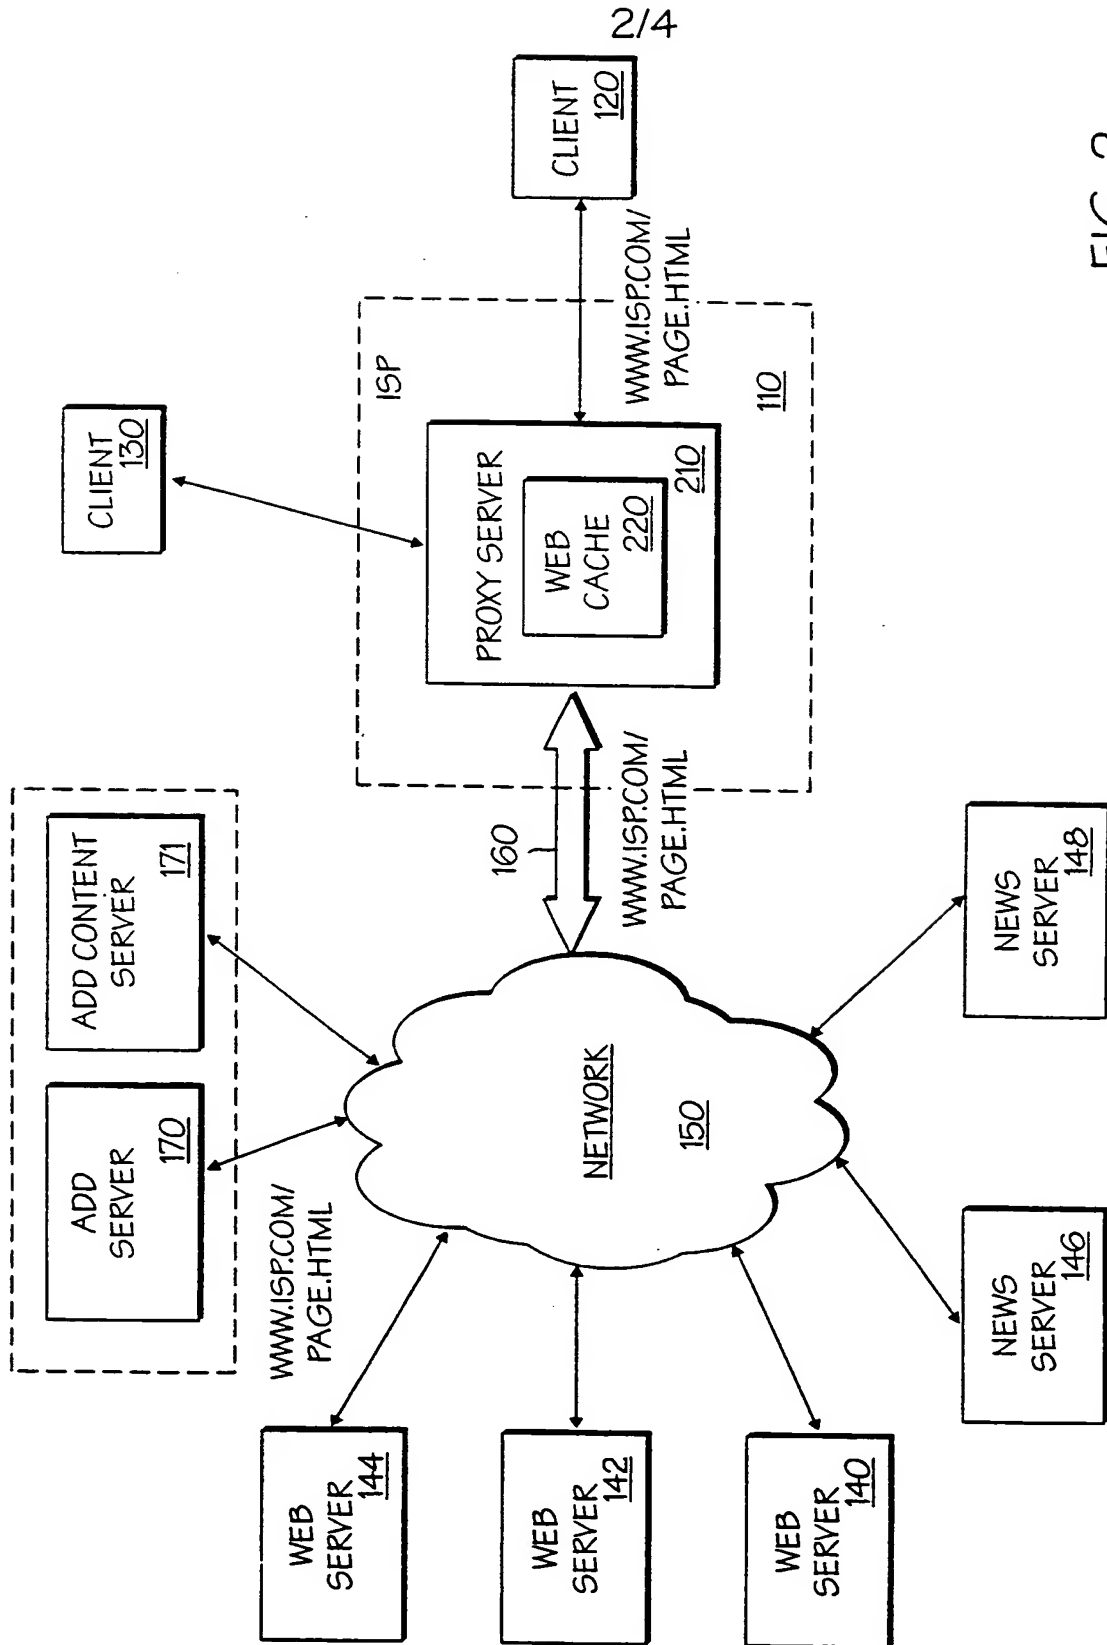 2/4
CLIENT
120
CLIENT
130
ISP
WWW.ISP.COM/
PAGE.HTML
110
PROXY SERVER
WEB
CACHE
220
210
160
WWW.ISP.COM/
PAGE.HTML
ADD CONTENT
SERVER
171
ADD
SERVER
170
WWW.ISP.COM/
PAGE.HTML
NETWORK
150
WEB
SERVER
144
WEB
SERVER
142
WEB
SERVER
140
NEWS
SERVER
146
NEWS
SERVER
148